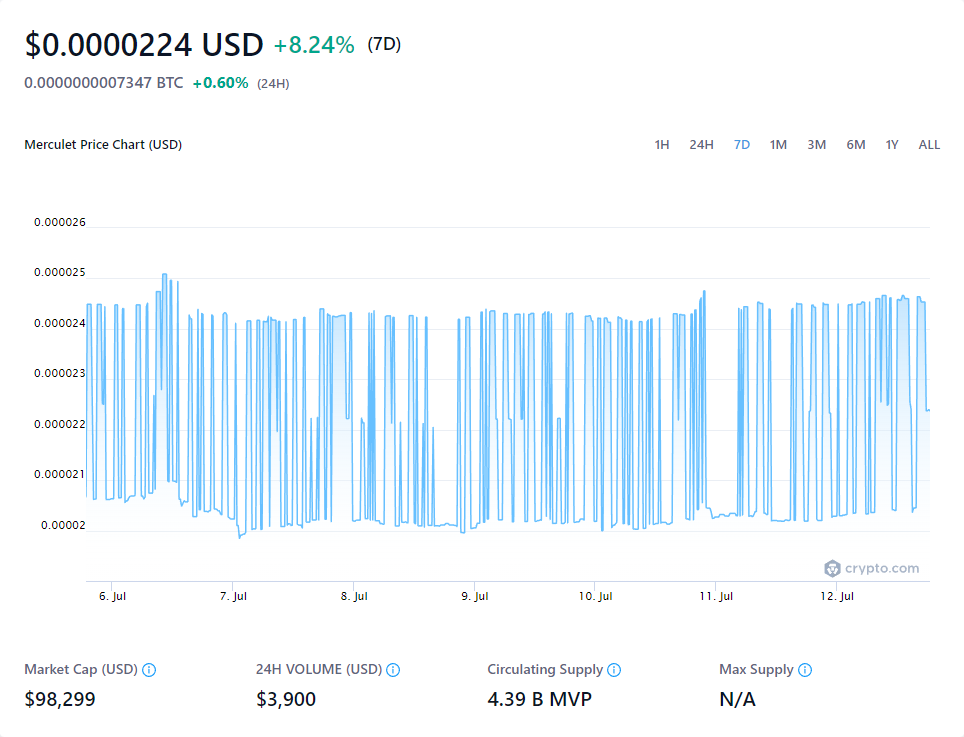 $0.0000224 USD +8.24% (7D)
0.0000000007347 BTC +0.60% (24H)
Merculet Price Chart (USD) 1H 24H 7D 1M 3M 6M 1Y ALL
0.000026
0.000025
0.000024
0.000023
0.000022
0.000021
0.00002
crypto.com
6. Jul 7. Jul 8. Jul 9. Jul 10. Jul 11. Jul 12. Jul
Market Cap (USD) 24H VOLUME (USD) Circulating Supply Max Supply
$98,299 $3,900 4.39 B MVP N/A